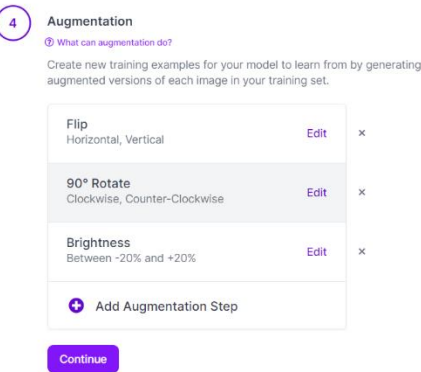 4
Augmentation
What can augmentation do?
Create new training examples for your model to learn from by generating
augmented versions of each image in your training set.
Flip
Horizontal, Vertical
Edit ×
90° Rotate
Clockwise, Counter-Clockwise
Edit ×
Brightness
Between -20% and +20%
Edit ×
Add Augmentation Step
Continue